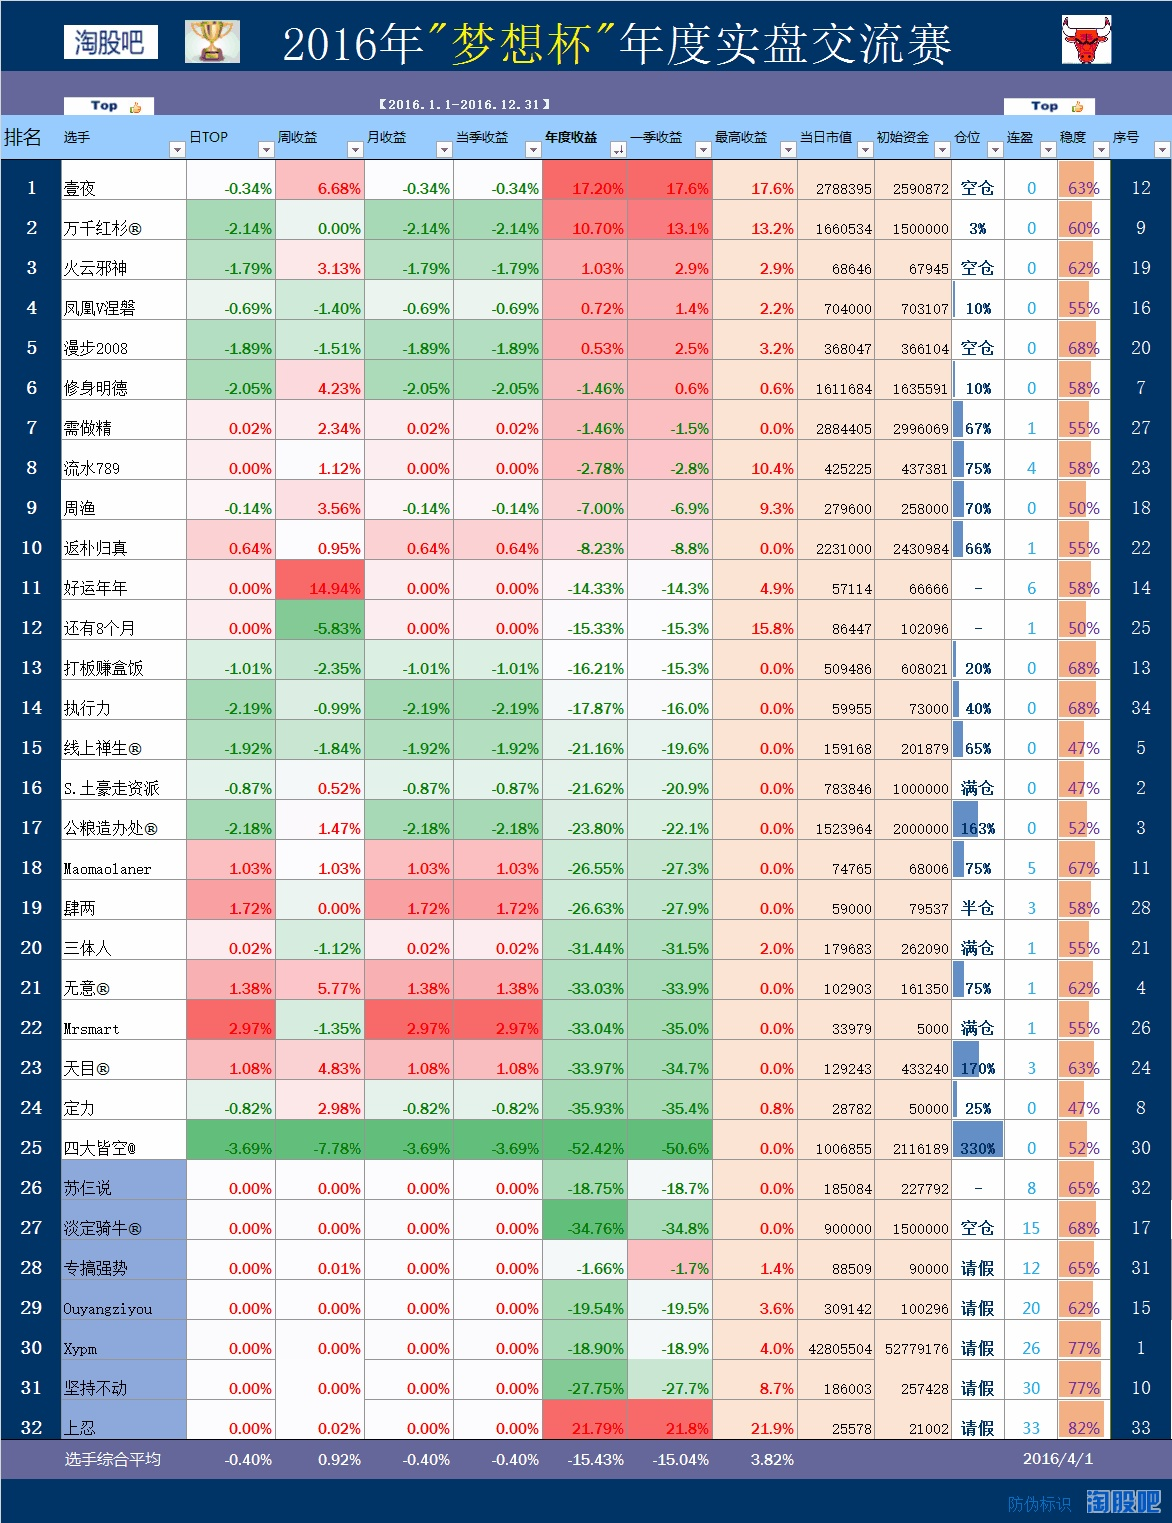 淘股吧 2016年"梦想杯"年度实盘交流赛
Top 【2016.1.1-2016.12.31】 Top
排名 选手 日TOP 周收益 月收益 当季收益 年度收益 一季收益 最高收益 当日市值 初始资金 仓位 连盈 稳度 序号
1 壹夜 -0.34% 6.68% -0.34% -0.34% 17.20% 17.6% 17.6% 2788395 2590872 空仓 0 63% 12
2 万千红杉® -2.14% 0.00% -2.14% -2.14% 10.70% 13.1% 13.2% 1660534 1500000 3% 0 60% 9
3 火云邪神 -1.79% 3.13% -1.79% -1.79% 1.03% 2.9% 2.9% 68646 67945 空仓 0 62% 19
4 凤凰V涅磐 -0.69% -1.40% -0.69% -0.69% 0.72% 1.4% 2.2% 704000 703107 10% 0 55% 16
5 漫步2008 -1.89% -1.51% -1.89% -1.89% 0.53% 2.5% 3.2% 368047 366104 空仓 0 68% 20
6 修身明德 -2.05% 4.23% -2.05% -2.05% -1.46% 0.6% 0.6% 1611684 1635591 10% 0 58% 7
7 需做精 0.02% 2.34% 0.02% 0.02% -1.46% -1.5% 0.0% 2884405 2996069 67% 1 55% 27
8 流水789 0.00% 1.12% 0.00% 0.00% -2.78% -2.8% 10.4% 425225 437381 75% 4 58% 23
9 周渔 -0.14% 3.56% -0.14% -0.14% -7.00% -6.9% 9.3% 279600 258000 70% 0 50% 18
10 返朴归真 0.64% 0.95% 0.64% 0.64% -8.23% -8.8% 0.0% 2231000 2430984 66% 1 55% 22
11 好运年年 0.00% 14.94% 0.00% 0.00% -14.33% -14.3% 4.9% 57114 66666 - 6 58% 14
12 还有8个月 0.00% -5.83% 0.00% 0.00% -15.33% -15.3% 15.8% 86447 102096 - 1 50% 25
13 打板赚盒饭 -1.01% -2.35% -1.01% -1.01% -16.21% -15.3% 0.0% 509486 608021 20% 0 68% 13
14 执行力 -2.19% -0.99% -2.19% -2.19% -17.87% -16.0% 0.0% 59955 73000 40% 0 68% 34
15 线上禅生® -1.92% -1.84% -1.92% -1.92% -21.16% -19.6% 0.0% 159168 201879 65% 0 47% 5
16 S.土豪走资派 -0.87% 0.52% -0.87% -0.87% -21.62% -20.9% 0.0% 783846 1000000 满仓 0 47% 2
17 公粮造办处® -2.18% 1.47% -2.18% -2.18% -23.80% -22.1% 0.0% 1523964 2000000 163% 0 52% 3
18 Maomaolaner 1.03% 1.03% 1.03% 1.03% -26.55% -27.3% 0.0% 74765 68006 75% 5 67% 11
19 肆两 1.72% 0.00% 1.72% 1.72% -26.63% -27.9% 0.0% 59000 79537 半仓 3 58% 28
20 三体人 0.02% -1.12% 0.02% 0.02% -31.44% -31.5% 2.0% 179683 262090 满仓 1 55% 21
21 无意® 1.38% 5.77% 1.38% 1.38% -33.03% -33.9% 0.0% 102903 161350 75% 1 62% 4
22 Mrsmart 2.97% -1.35% 2.97% 2.97% -33.04% -35.0% 0.0% 33979 5000 满仓 1 55% 26
23 天目® 1.08% 4.83% 1.08% 1.08% -33.97% -34.7% 0.0% 129243 433240 170% 3 63% 24
24 定力 -0.82% 2.98% -0.82% -0.82% -35.93% -35.4% 0.8% 28782 50000 25% 0 47% 8
25 四大皆空@ -3.69% -7.78% -3.69% -3.69% -52.42% -50.6% 0.0% 1006855 2116189 330% 0 52% 30
26 苏仨说 0.00% 0.00% 0.00% 0.00% -18.75% -18.7% 0.0% 185084 227792 - 8 65% 32
27 淡定骑牛® 0.00% 0.00% 0.00% 0.00% -34.76% -34.8% 0.0% 900000 1500000 空仓 15 68% 17
28 专搞强势 0.00% 0.01% 0.00% 0.00% -1.66% -1.7% 1.4% 88509 90000 请假 12 65% 31
29 Ouyangziyou 0.00% 0.00% 0.00% 0.00% -19.54% -19.5% 3.6% 309142 100296 请假 20 62% 15
30 Xypm 0.00% 0.00% 0.00% 0.00% -18.90% -18.9% 4.0% 42805504 52779176 请假 26 77% 1
31 坚持不动 0.00% 0.00% 0.00% 0.00% -27.75% -27.7% 8.7% 186003 257428 请假 30 77% 10
32 上忍 0.00% 0.02% 0.00% 0.00% 21.79% 21.8% 21.9% 25578 21002 请假 33 82% 33
选手综合平均 -0.40% 0.92% -0.40% -0.40% -15.43% -15.04% 3.82% 2016/4/1
防伪标识 淘股吧